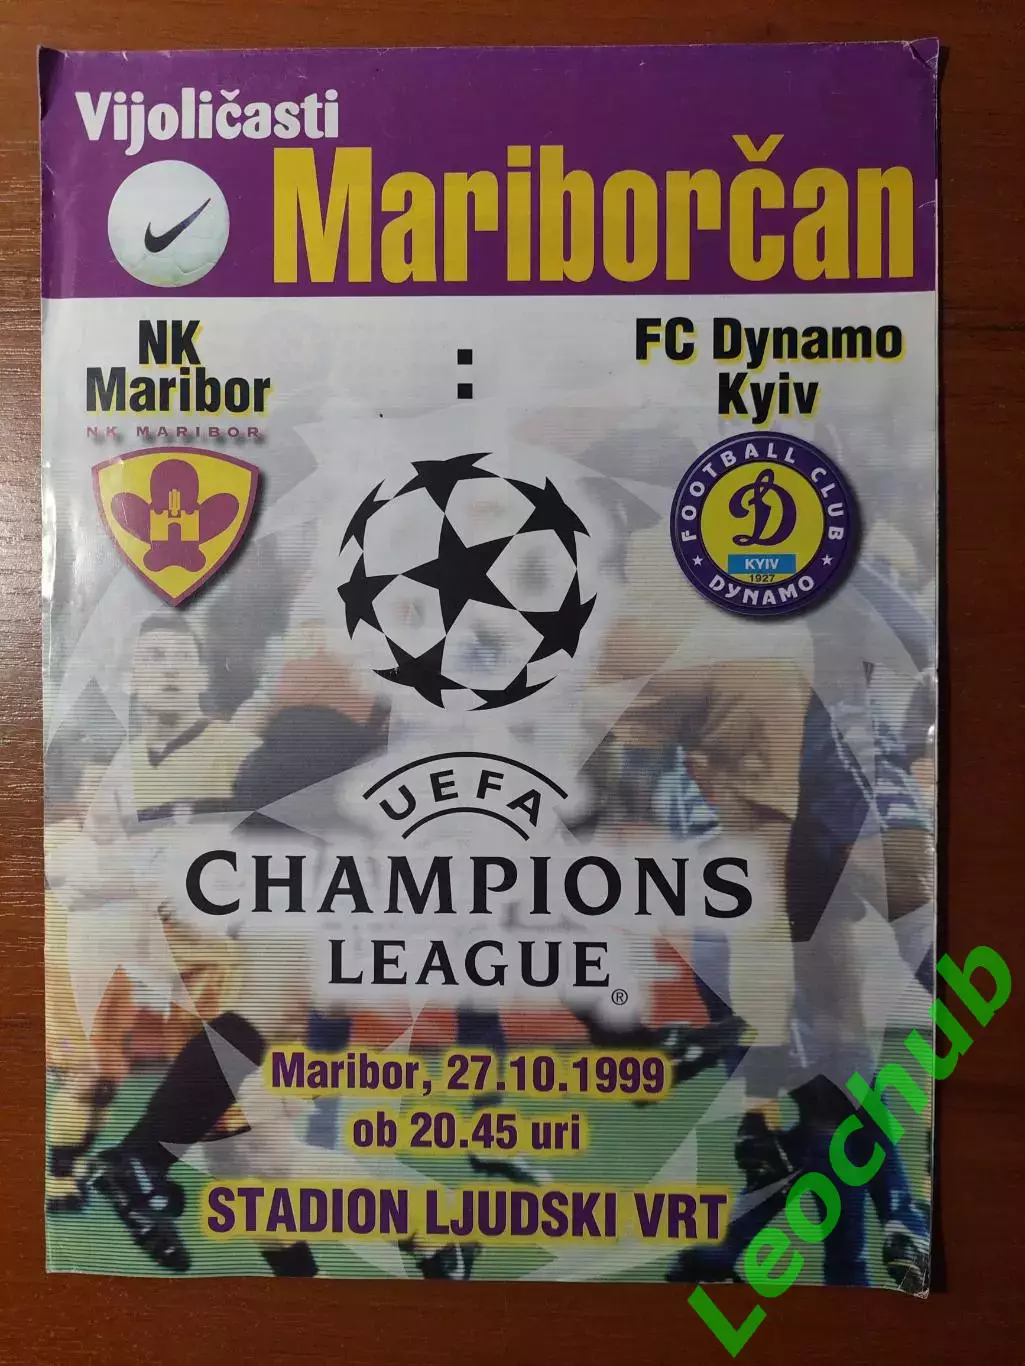 Vijoličasti
Mariborčan
NK
Maribor
:
FC Dynamo
Kyiv
NK MARIBOR
FOOTBALL CLUB
KYIV
1927
DYNAMO
UEFA
CHAMPIONS
LEAGUE®
Maribor, 27.10.1999
ob 20.45 uri
STADION LJUDSKI VRT
Leochub